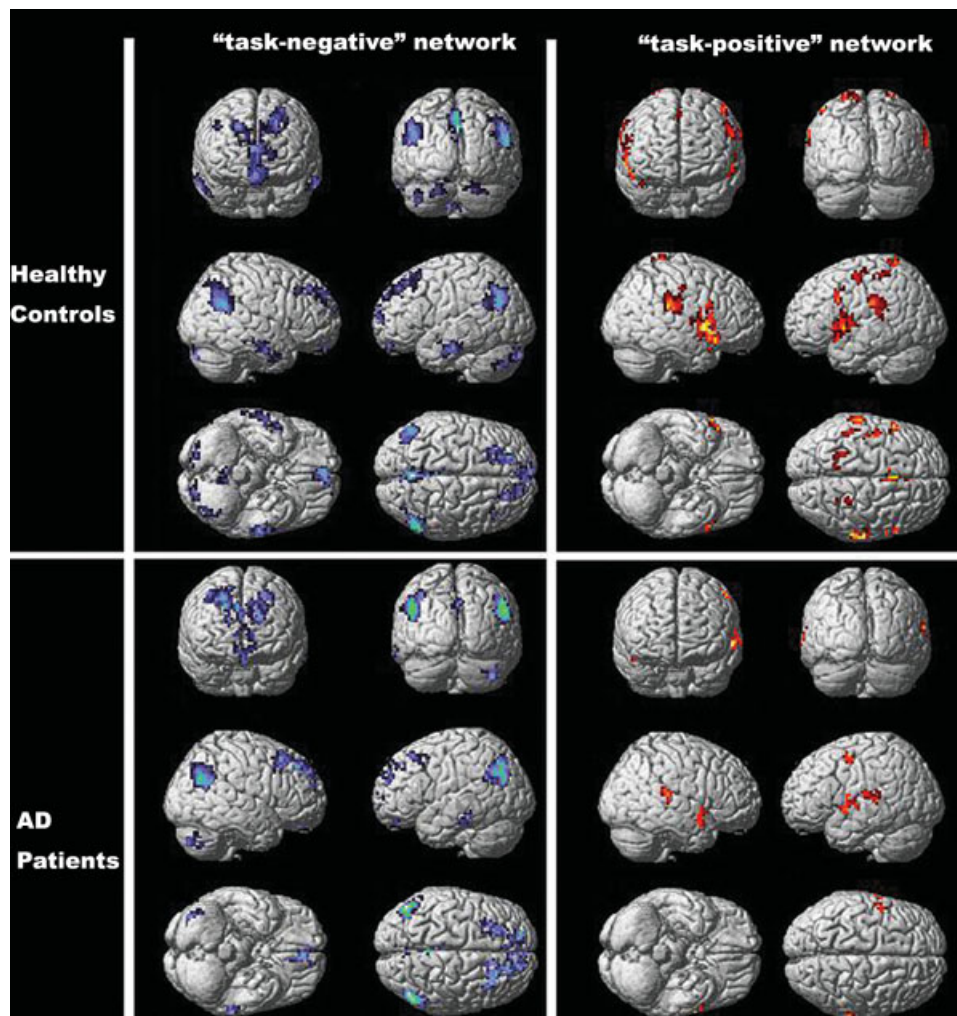 “task-negative” network
“task-positive” network
Healthy
Controls
AD
Patients